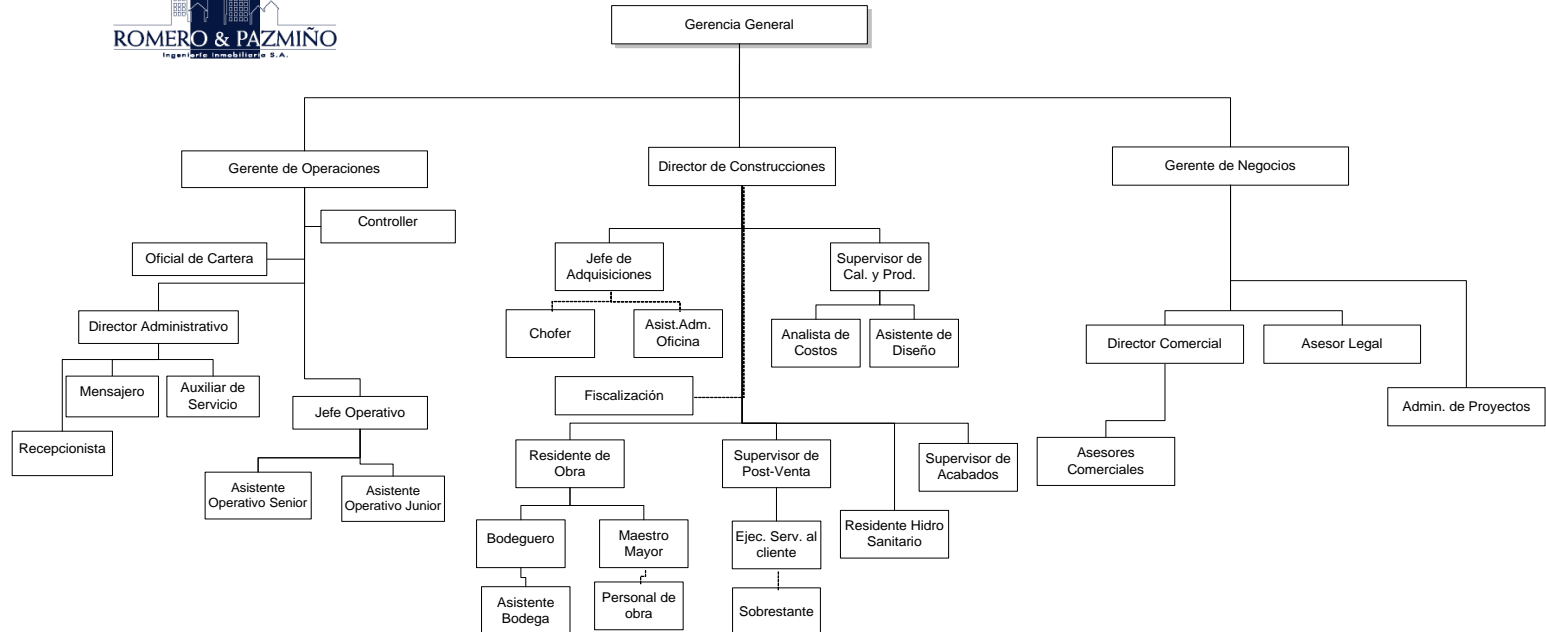 ROMERO & PAZMIÑO
Ingeniería Inmobiliaria S.A.
Gerencia General
Gerente de Operaciones
Director de Construcciones
Gerente de Negocios
Controller
Oficial de Cartera
Jefe de
Adquisiciones
Supervisor de
Cal. y Prod.
Director Administrativo
Chofer
Asist.Adm.
Oficina
Analista de
Costos
Asistente de
Diseño
Director Comercial
Asesor Legal
Mensajero
Auxiliar de
Servicio
Fiscalización
Jefe Operativo
Admin. de Proyectos
Recepcionista
Residente de
Obra
Supervisor de
Post-Venta
Supervisor de
Acabados
Asesores
Comerciales
Asistente
Operativo Senior
Asistente
Operativo Junior
Bodeguero
Maestro
Mayor
Ejec. Serv. al
cliente
Residente Hidro
Sanitario
Asistente
Bodega
Personal de
obra
Sobrestante